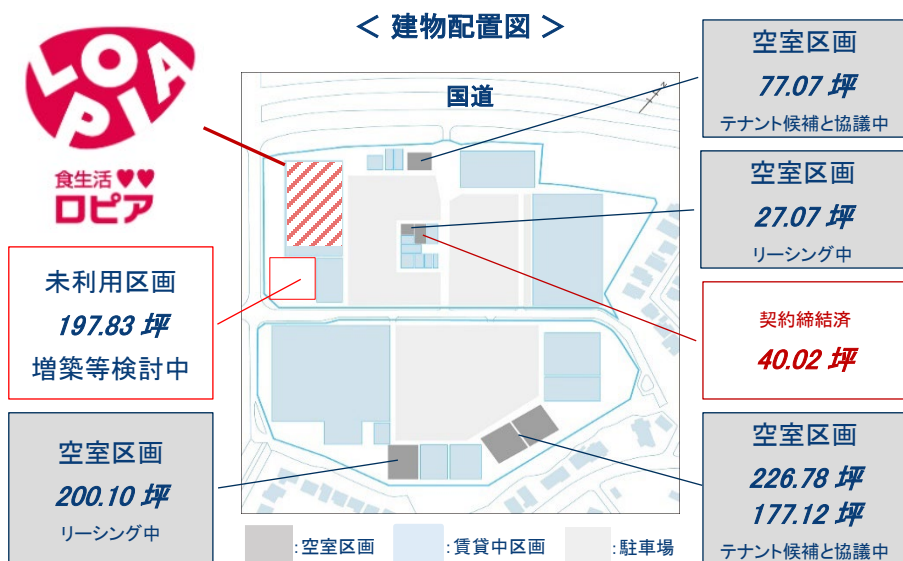 ＜ 建物配置図 ＞
LOPIA
食生活♥♥
ロピア
国道
N
空室区画
77.07 坪
テナント候補と協議中
空室区画
27.07 坪
リーシング中
契約締結済
40.02 坪
未利用区画
197.83 坪
増築等検討中
空室区画
200.10 坪
リーシング中
空室区画
226.78 坪
177.12 坪
テナント候補と協議中
:空室区画
:賃貸中区画
:駐車場